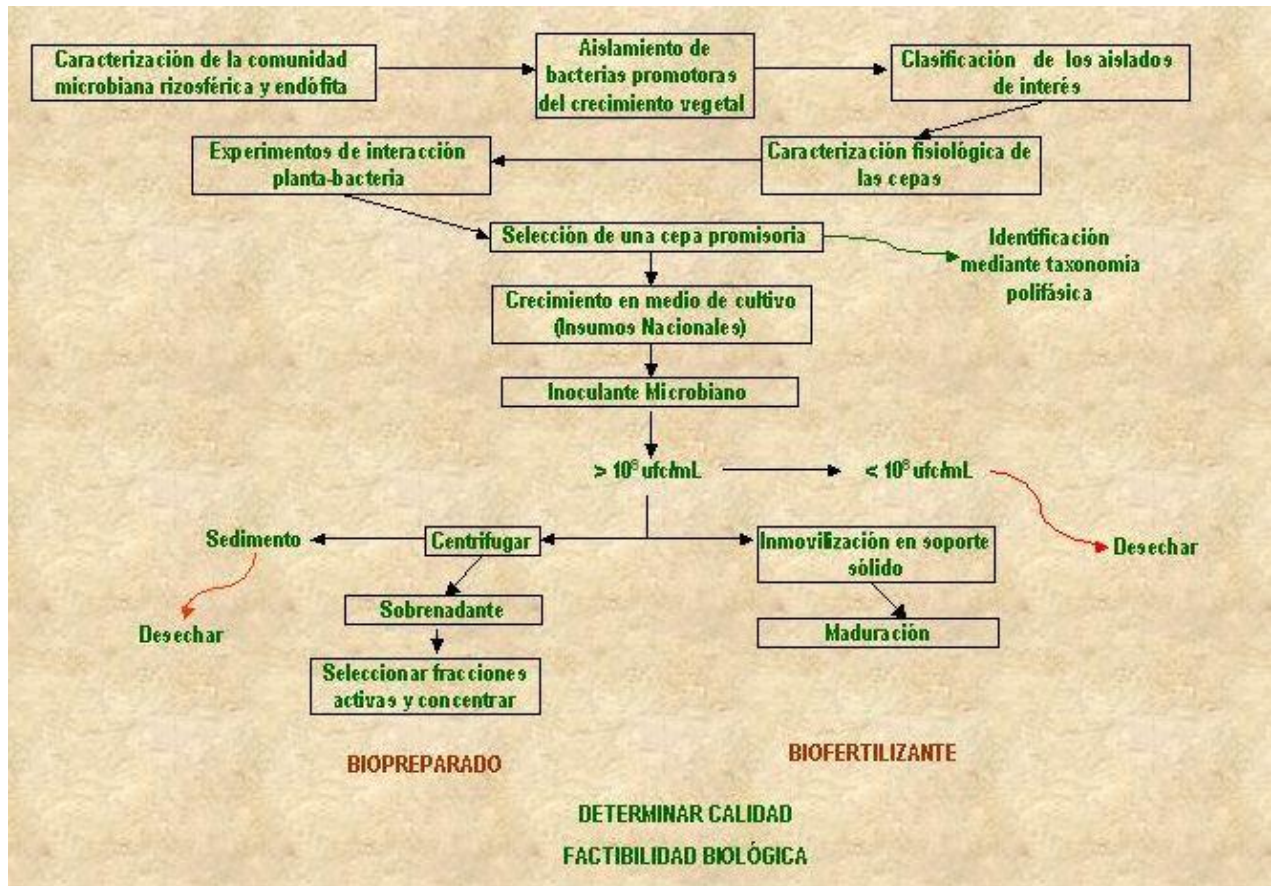 Caracterización de la comunidad
microbiana rizosférica y endófita
Aislamiento de
bacterias promotoras
del crecimiento vegetal
Clasificación de los aislados
de interés
Experimentos de interacción
planta-bacteria
Caracterización fisiológica de
las cepas
Selección de una cepa promisoria
Identificación
mediante taxonomía
polifásica
Crecimiento en medio de cultivo
(Insumos Nacionales)
Inoculante Microbiano
> 10⁸ ufc/mL
< 10⁸ ufc/mL
Sedimento
Centrifugar
Inmovilización en soporte
sólido
Desechar
Sobrenadante
Desechar
Maduración
Seleccionar fracciones
activas y concentrar
BIOPREPARADO
BIOFERTILIZANTE
DETERMINAR CALIDAD
FACTIBILIDAD BIOLÓGICA